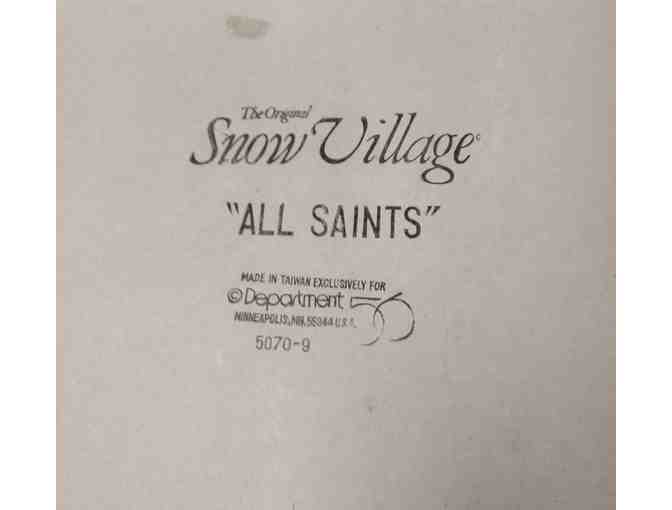 The Original
Snow Village©
"ALL SAINTS"
MADE IN TAIWAN EXCLUSIVELY FOR
© Department 56
MINNEAPOLIS, MN. 55344 U.S.A.
5070-9